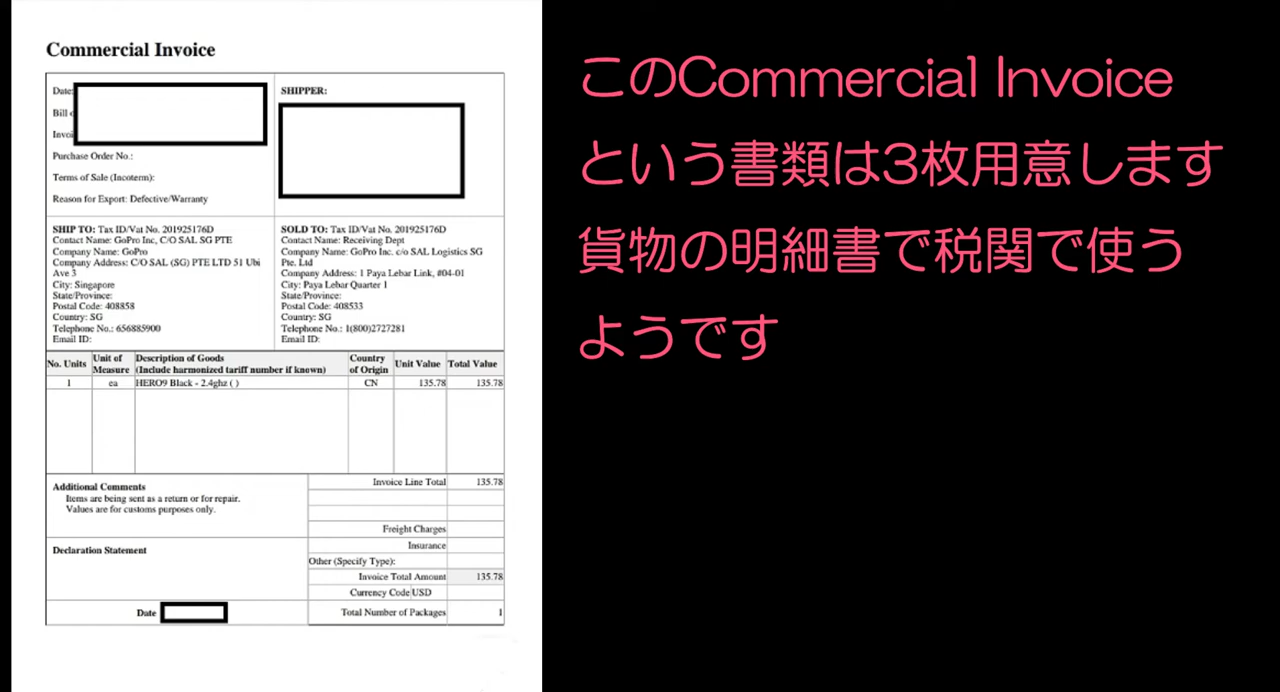 Commercial Invoice
Date:
Bill
Invoi
Purchase Order No.:
Terms of Sale (Incoterm):
Reason for Export: Defective/Warranty
SHIPPER:
SHIP TO: Tax ID/Vat No. 201925176D
Contact Name: GoPro Inc, C/O SAL SG PTE
Company Name: GoPro
Company Address: C/O SAL (SG) PTE LTD 51 Ubi
Ave 3
City: Singapore
State/Province:
Postal Code: 408858
Country: SG
Telephone No.: 656885900
Email ID:
SOLD TO: Tax ID/Vat No. 201925176D
Contact Name: Receiving Dept
Company Name: GoPro Inc. c/o SAL Logistics SG
Pte. Ltd
Company Address: 1 Paya Lebar Link, #04-01
City: Paya Lebar Quarter 1
State/Province:
Postal Code: 408533
Country: SG
Telephone No.: 1(800)2727281
Email ID:
No. Units Unit of Measure Description of Goods (Include harmonized tariff number if known) Country of Origin Unit Value Total Value
1 ea HERO9 Black - 2.4ghz ( ) CN 135.78 135.78
Additional Comments
Items are being sent as a return or for repair.
Values are for customs purposes only.
Declaration Statement
Date
Invoice Line Total 135.78
Freight Charges
Insurance
Other (Specify Type):
Invoice Total Amount 135.78
Currency Code USD
Total Number of Packages 1
このCommercial Invoice
という書類は3枚用意します
貨物の明細書で税関で使う
ようです